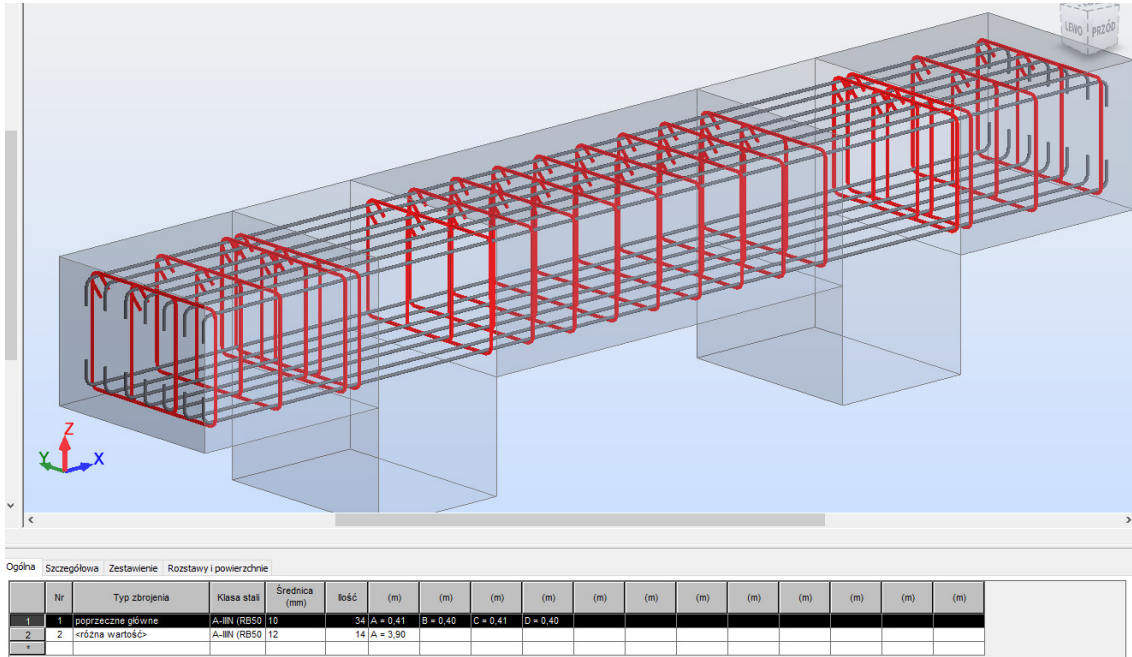 LEWO PRZÓD
Z
Y X
Ogólna Szczegółowa Zestawienie Rozstawy i powierzchnie
Nr Typ zbrojenia Klasa stali Średnica (mm) Ilość (m) (m) (m) (m) (m) (m) (m) (m) (m) (m) (m)
1 1 poprzeczne główne A-IIIN (RB50 10 34 A = 0,41 B = 0,40 C = 0,41 D = 0,40
2 2 <różna wartość> A-IIIN (RB50 12 14 A = 3,90
*